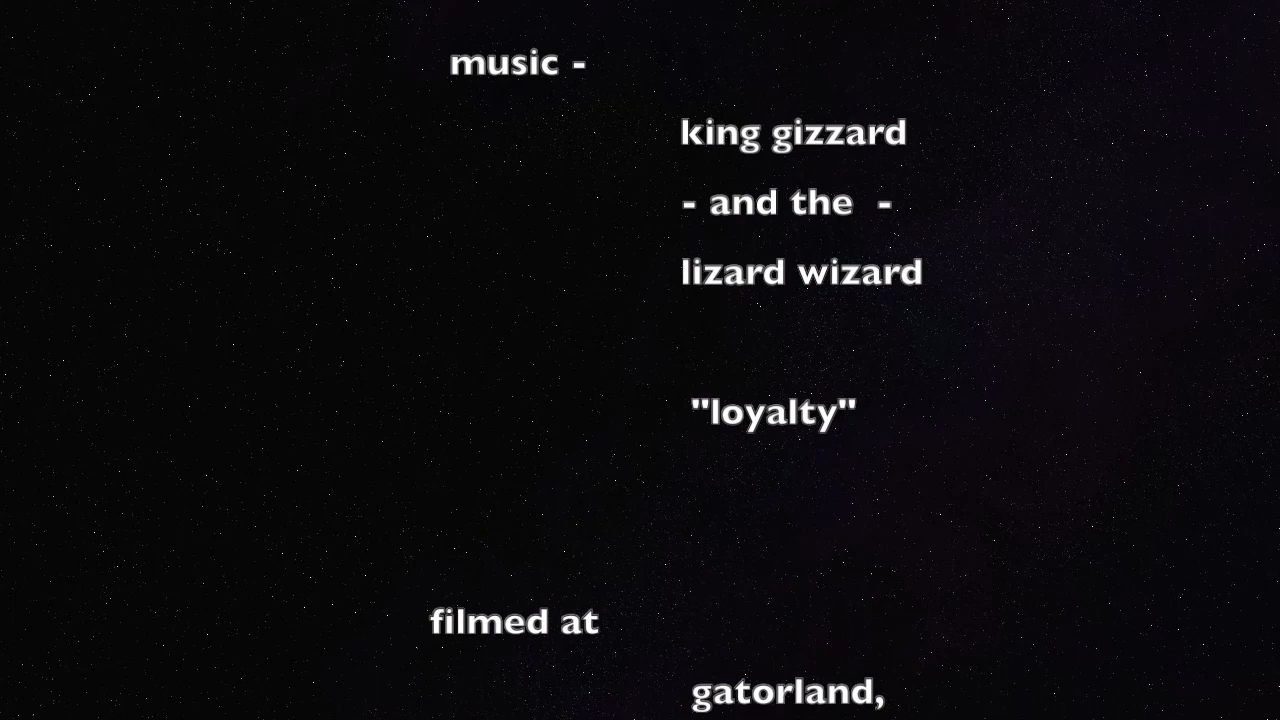 music -
king gizzard
- and the  -
lizard wizard
"loyalty"
filmed at
gatorland,